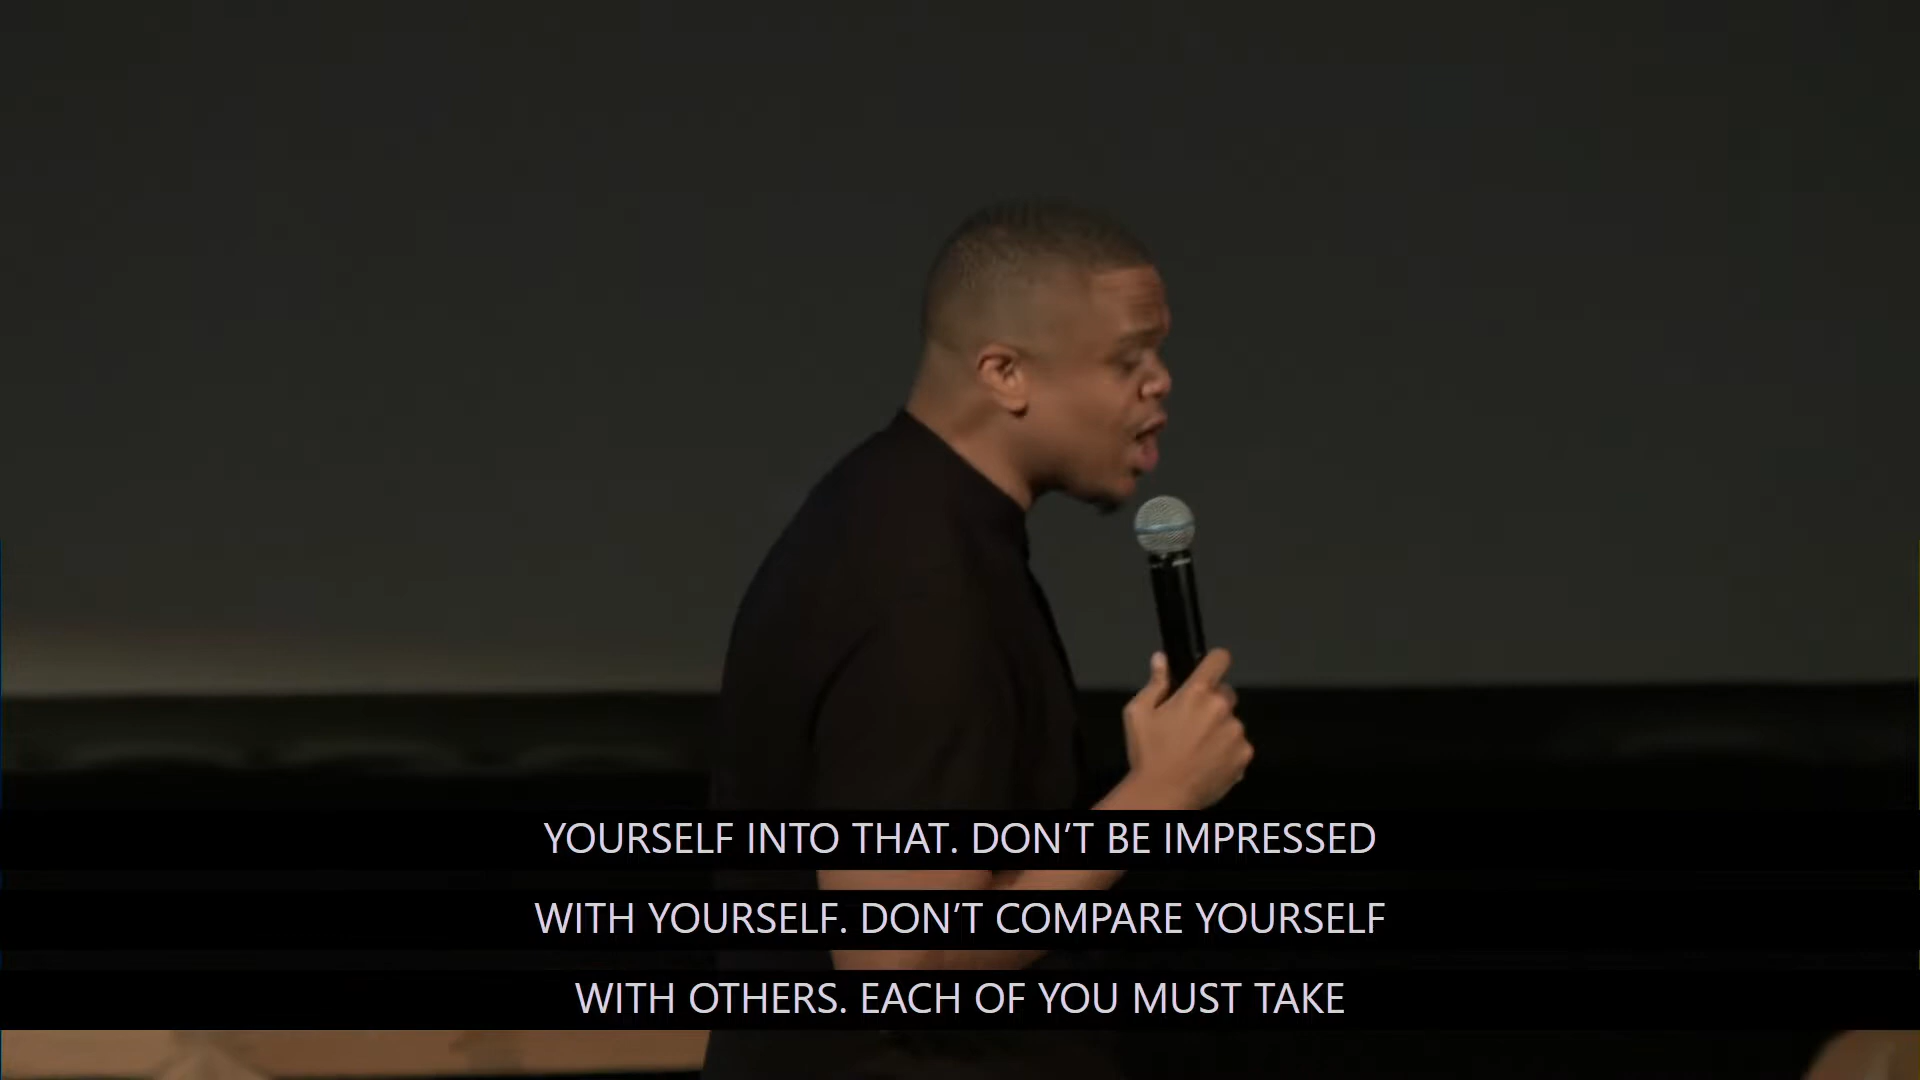 YOURSELF INTO THAT. DON’T BE IMPRESSED
WITH YOURSELF. DON’T COMPARE YOURSELF
WITH OTHERS. EACH OF YOU MUST TAKE